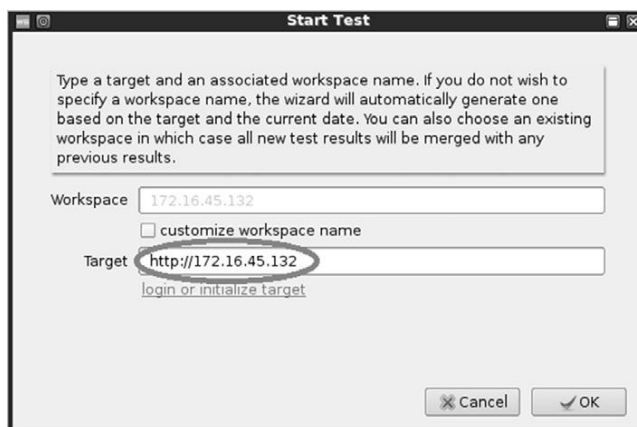 Start Test
Type a target and an associated workspace name. If you do not wish to
specify a workspace name, the wizard will automatically generate one
based on the target and the current date. You can also choose an existing
workspace in which case all new test results will be merged with any
previous results.
Workspace 172.16.45.132
customize workspace name
Target http://172.16.45.132
login or initialize target
Cancel OK